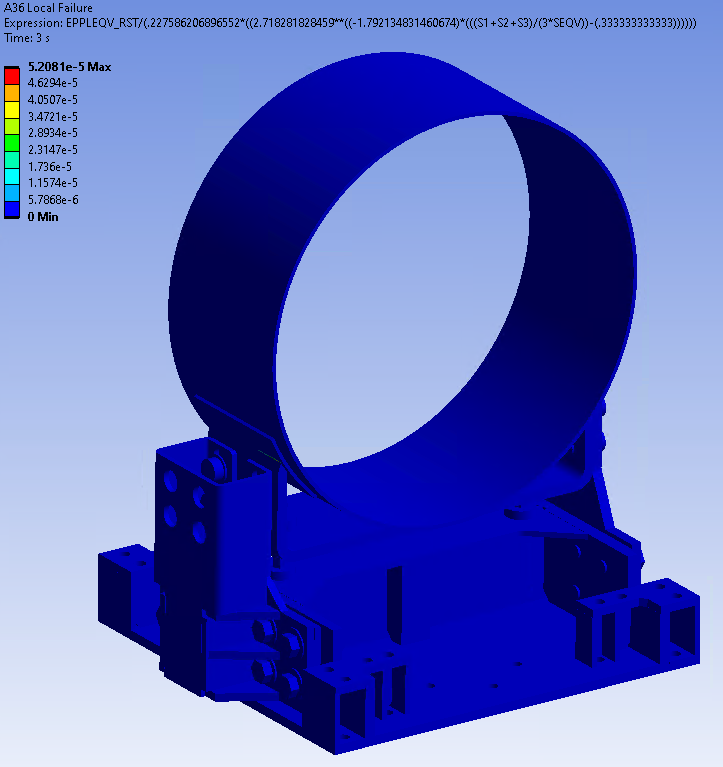 A36 Local Failure
Expression: EPPLEQV_RST/(.227586206896552*((2.718281828459**((-1.792134831460674)*((((S1+S2+S3)/(3*SEQV))-(.333333333333))))))
Time: 3 s
5.2081e-5 Max
4.6294e-5
4.0507e-5
3.4721e-5
2.8934e-5
2.3147e-5
1.736e-5
1.1574e-5
5.7868e-6
0 Min